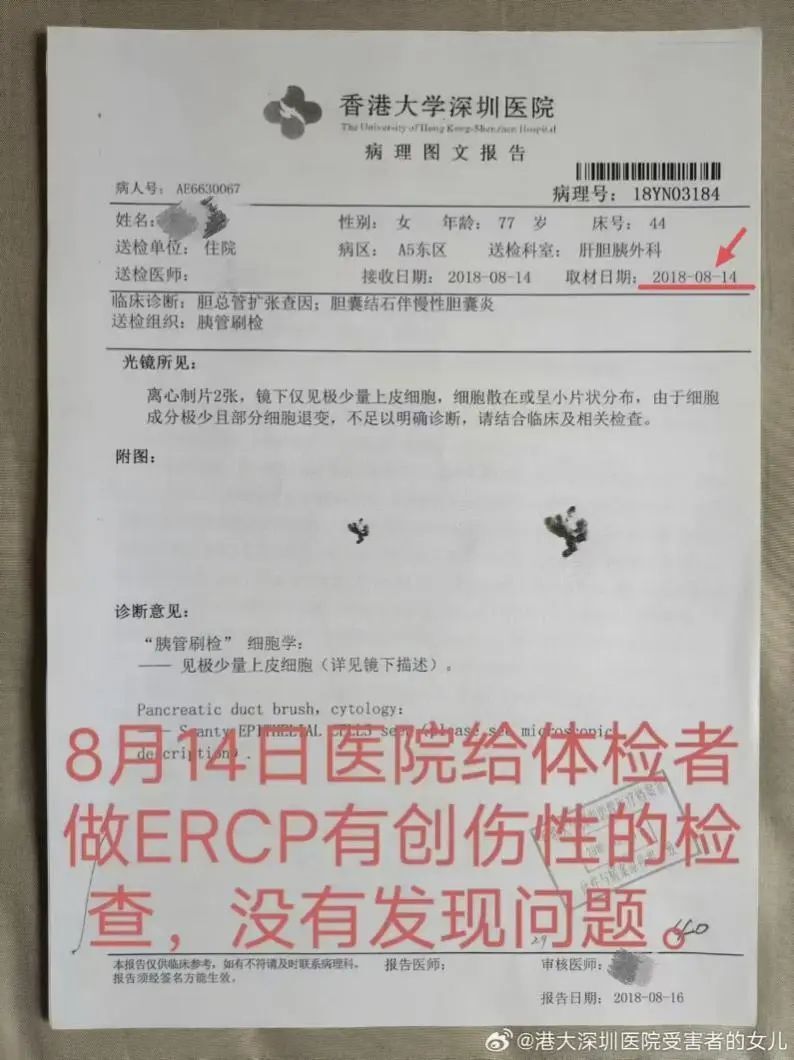 香港大学深圳医院
The University of Hong Kong-Shenzhen Hospital
病理图文报告
病人号: AE6630067
病理号: 18YN03184
姓名: 性别: 女 年龄: 77 岁 床号: 44
送检单位: 住院 病区: A5东区 送检科室: 肝胆胰外科
送检医师: 接收日期: 2018-08-14 取材日期: 2018-08-14
临床诊断: 胆总管扩张查因; 胆囊结石伴慢性胆囊炎
送检组织: 胰管刷检
光镜所见:
离心制片2张, 镜下仅见极少量上皮细胞, 细胞散在或呈小片状分布, 由于细胞
成分极少且部分细胞退变, 不足以明确诊断, 请结合临床及相关检查。
附图:
诊断意见:
“胰管刷检” 细胞学:
—— 见极少量上皮细胞(详见镜下描述)。
Pancreatic duct brush, cytology:
Scanty EPITHELIAL CELLS seen (please see microscopic
description).
8月14日医院给体检者
做ERCP有创伤性的检
查，没有发现问题。
本报告仅供临床参考, 如有不符请及时联系病理科。 报告医师: 审核医师:
报告须经签名方能生效。
报告日期: 2018-08-16
@港大深圳医院受害者的女儿